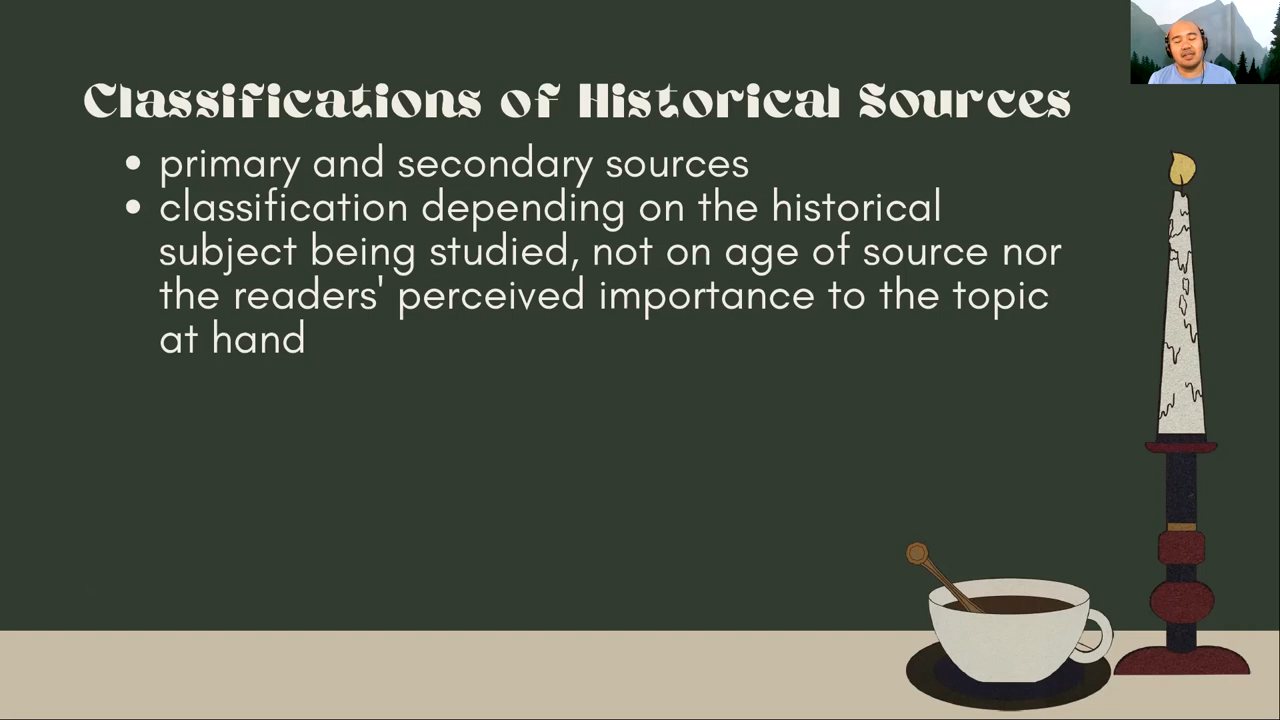 Classifications of Historical Sources
• primary and secondary sources
• classification depending on the historical
subject being studied, not on age of source nor
the readers' perceived importance to the topic
at hand